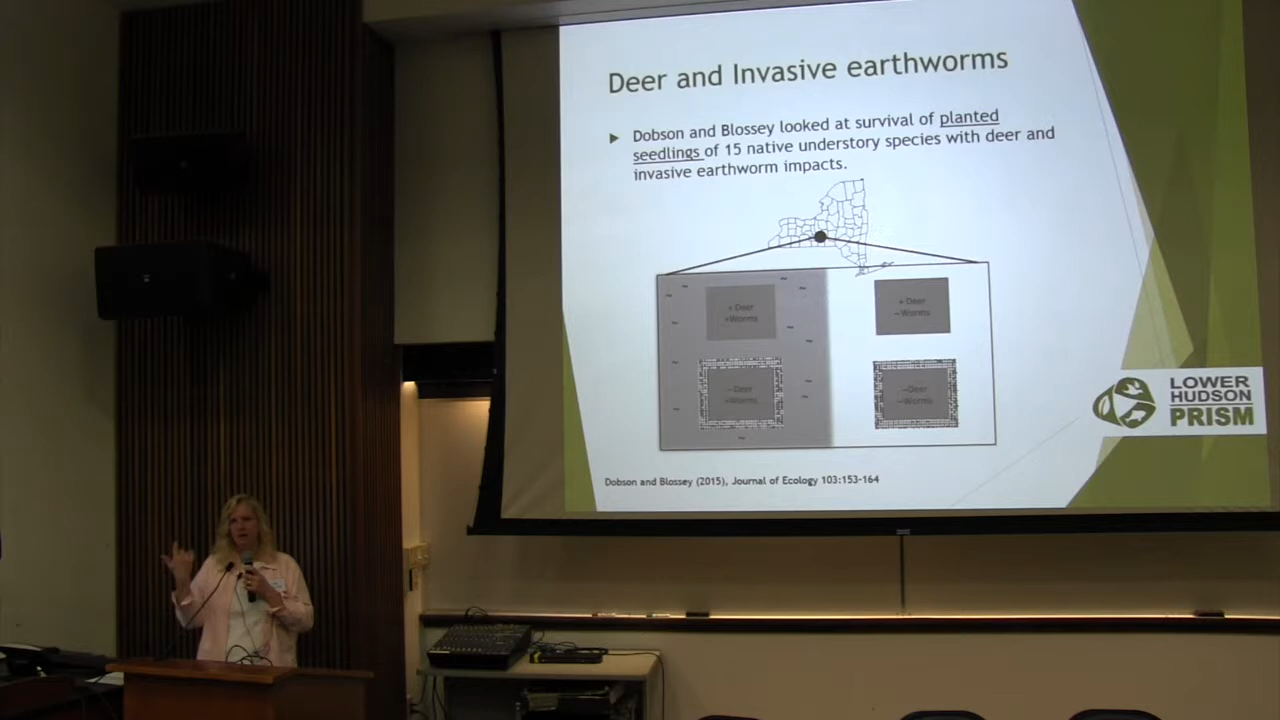 Deer and Invasive earthworms
Dobson and Blossey looked at survival of planted
seedlings of 15 native understory species with deer and
invasive earthworm impacts.
+ Deer
+Worms
+ Deer
−Worms
−Deer
+Worms
−Deer
−Worms
Dobson and Blossey (2015), Journal of Ecology 103:153-164
LOWER
HUDSON
PRISM